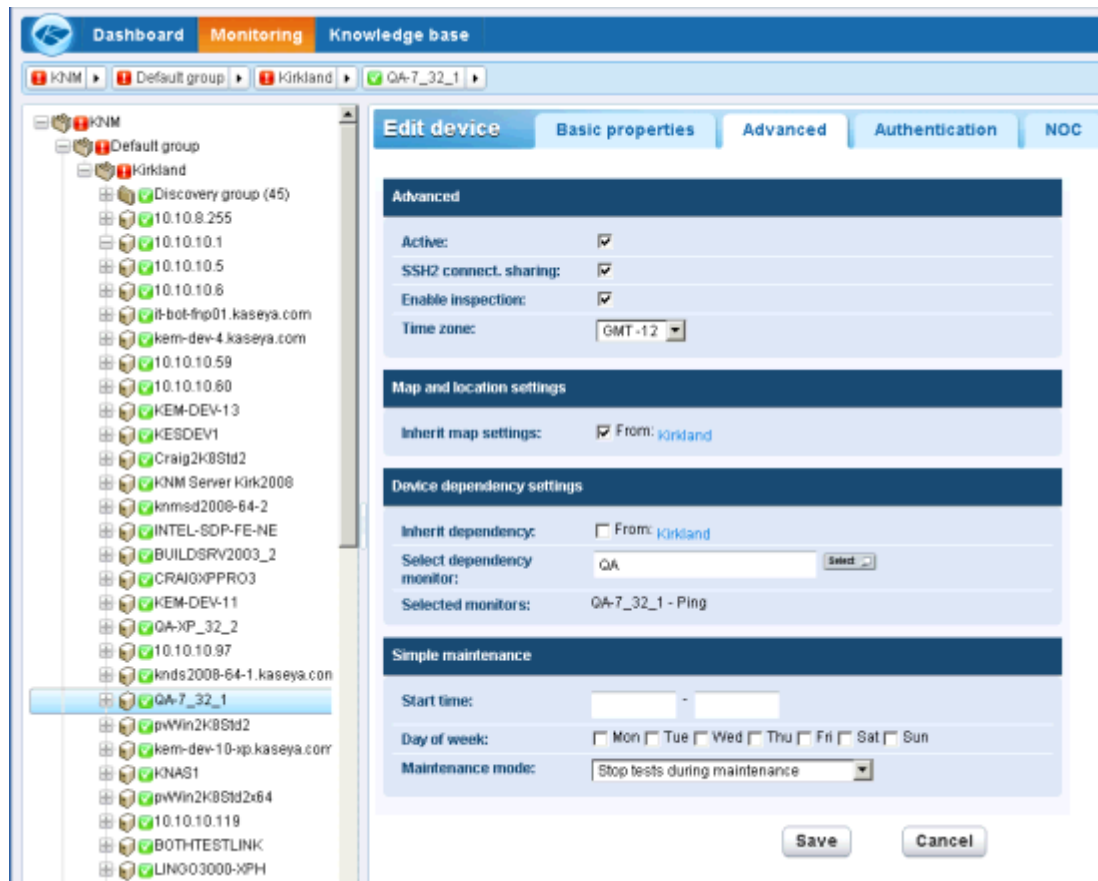 Dashboard Monitoring Knowledge base
KNM Default group Kirkland QA-7_32_1
KNM
Default group
Kirkland
Discovery group (45)
10.10.8.255
10.10.10.1
10.10.10.5
10.10.10.6
it-bot-fnp01.kaseya.com
kem-dev-4.kaseya.com
10.10.10.59
10.10.10.60
KEM-DEV-13
KESDEV1
Craig2K8Std2
KNM Server Kirk2008
knmsd2008-64-2
INTEL-SDP-FE-NE
BUILDSRV2003_2
CRAIGXPPRO3
KEM-DEV-11
QA-XP_32_2
10.10.10.97
knds2008-64-1.kaseya.con
QA-7_32_1
pvWin2K8Std2
kem-dev-10-xp.kaseya.com
KNAS1
pvWin2K8Std2x64
10.10.10.119
BOTHTESTLINK
LINGO3000-XPH
Edit device Basic properties Advanced Authentication NOC
Advanced
Active:
SSH2 connect. sharing:
Enable inspection:
Time zone: GMT -12
Map and location settings
Inherit map settings: From: Kirkland
Device dependency settings
Inherit dependency: From: Kirkland
Select dependency monitor: QA Select
Selected monitors: QA-7_32_1 - Ping
Simple maintenance
Start time: -
Day of week: Mon Tue Wed Thu Fri Sat Sun
Maintenance mode: Stop tests during maintenance
Save Cancel